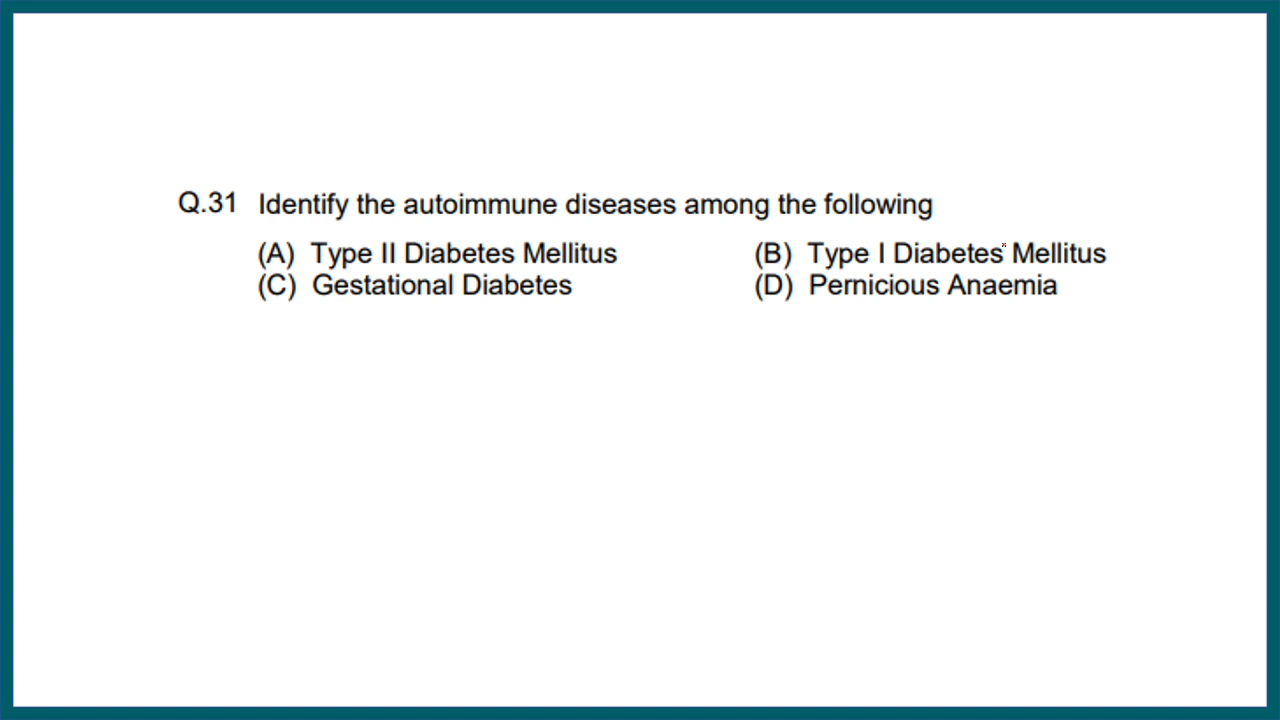 Q.31 Identify the autoimmune diseases among the following
(A) Type II Diabetes Mellitus (B) Type I Diabetes Mellitus
(C) Gestational Diabetes (D) Pernicious Anaemia